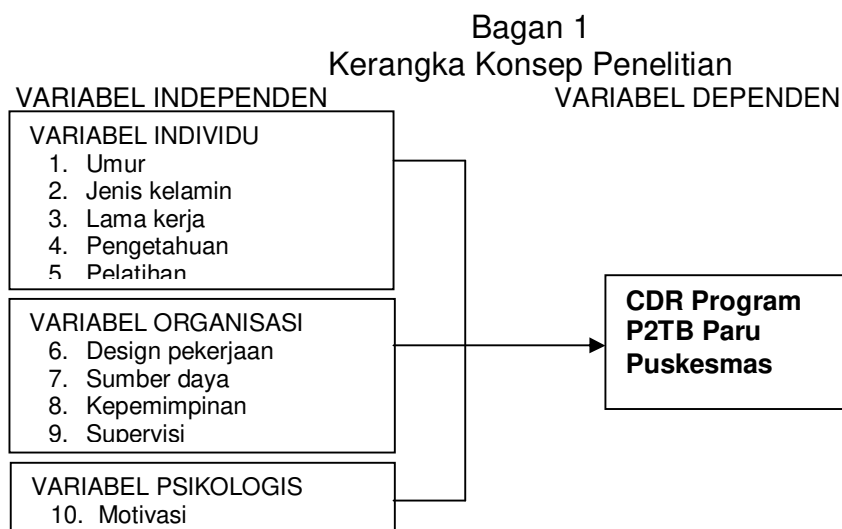 Bagan 1
Kerangka Konsep Penelitian
VARIABEL INDEPENDEN
VARIABEL DEPENDEN
VARIABEL INDIVIDU
1. Umur
2. Jenis kelamin
3. Lama kerja
4. Pengetahuan
5. Pelatihan
VARIABEL ORGANISASI
6. Design pekerjaan
7. Sumber daya
8. Kepemimpinan
9. Supervisi
VARIABEL PSIKOLOGIS
10. Motivasi
CDR Program
P2TB Paru
Puskesmas